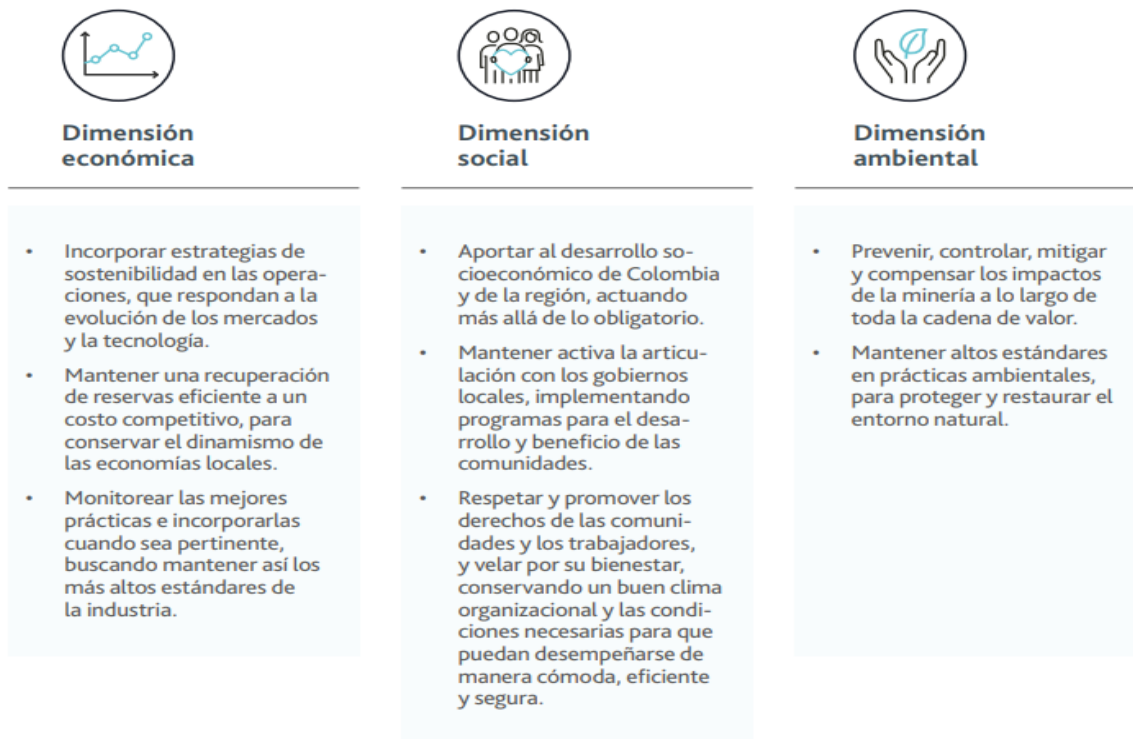 Dimensión
económica
• Incorporar estrategias de
sostenibilidad en las opera-
ciones, que respondan a la
evolución de los mercados
y la tecnología.
• Mantener una recuperación
de reservas eficiente a un
costo competitivo, para
conservar el dinamismo de
las economías locales.
• Monitorear las mejores
prácticas e incorporarlas
cuando sea pertinente,
buscando mantener así los
más altos estándares de
la industria.
Dimensión
social
• Aportar al desarrollo so-
cioeconómico de Colombia
y de la región, actuando
más allá de lo obligatorio.
• Mantener activa la articu-
lación con los gobiernos
locales, implementando
programas para el desa-
rrollo y beneficio de las
comunidades.
• Respetar y promover los
derechos de las comuni-
dades y los trabajadores,
y velar por su bienestar,
conservando un buen clima
organizacional y las condi-
ciones necesarias para que
puedan desempeñarse de
manera cómoda, eficiente
y segura.
Dimensión
ambiental
• Prevenir, controlar, mitigar
y compensar los impactos
de la minería a lo largo de
toda la cadena de valor.
• Mantener altos estándares
en prácticas ambientales,
para proteger y restaurar el
entorno natural.